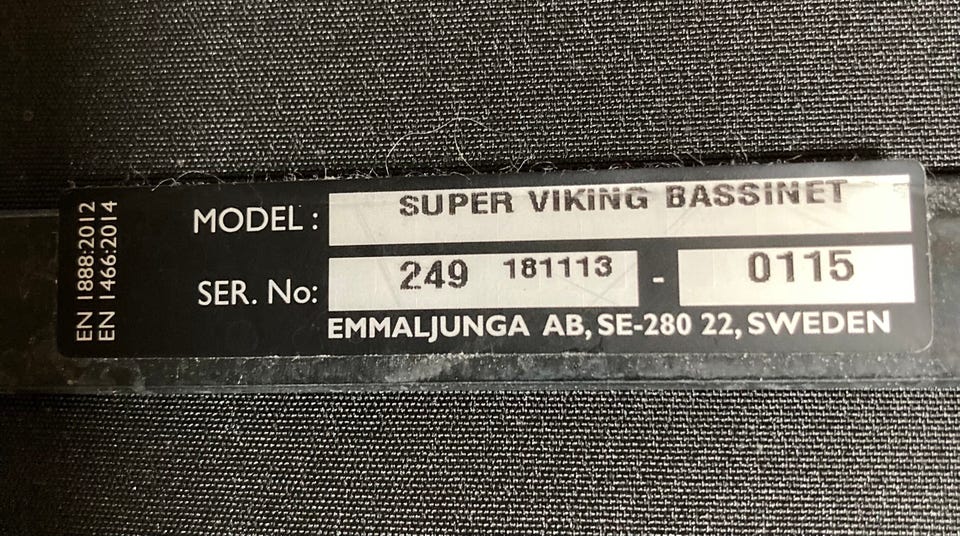 EN 1888:2012
EN 1466:2014
MODEL : SUPER VIKING BASSINET
SER. No: 249 181113 - 0115
EMMALJUNGA AB, SE-280 22, SWEDEN